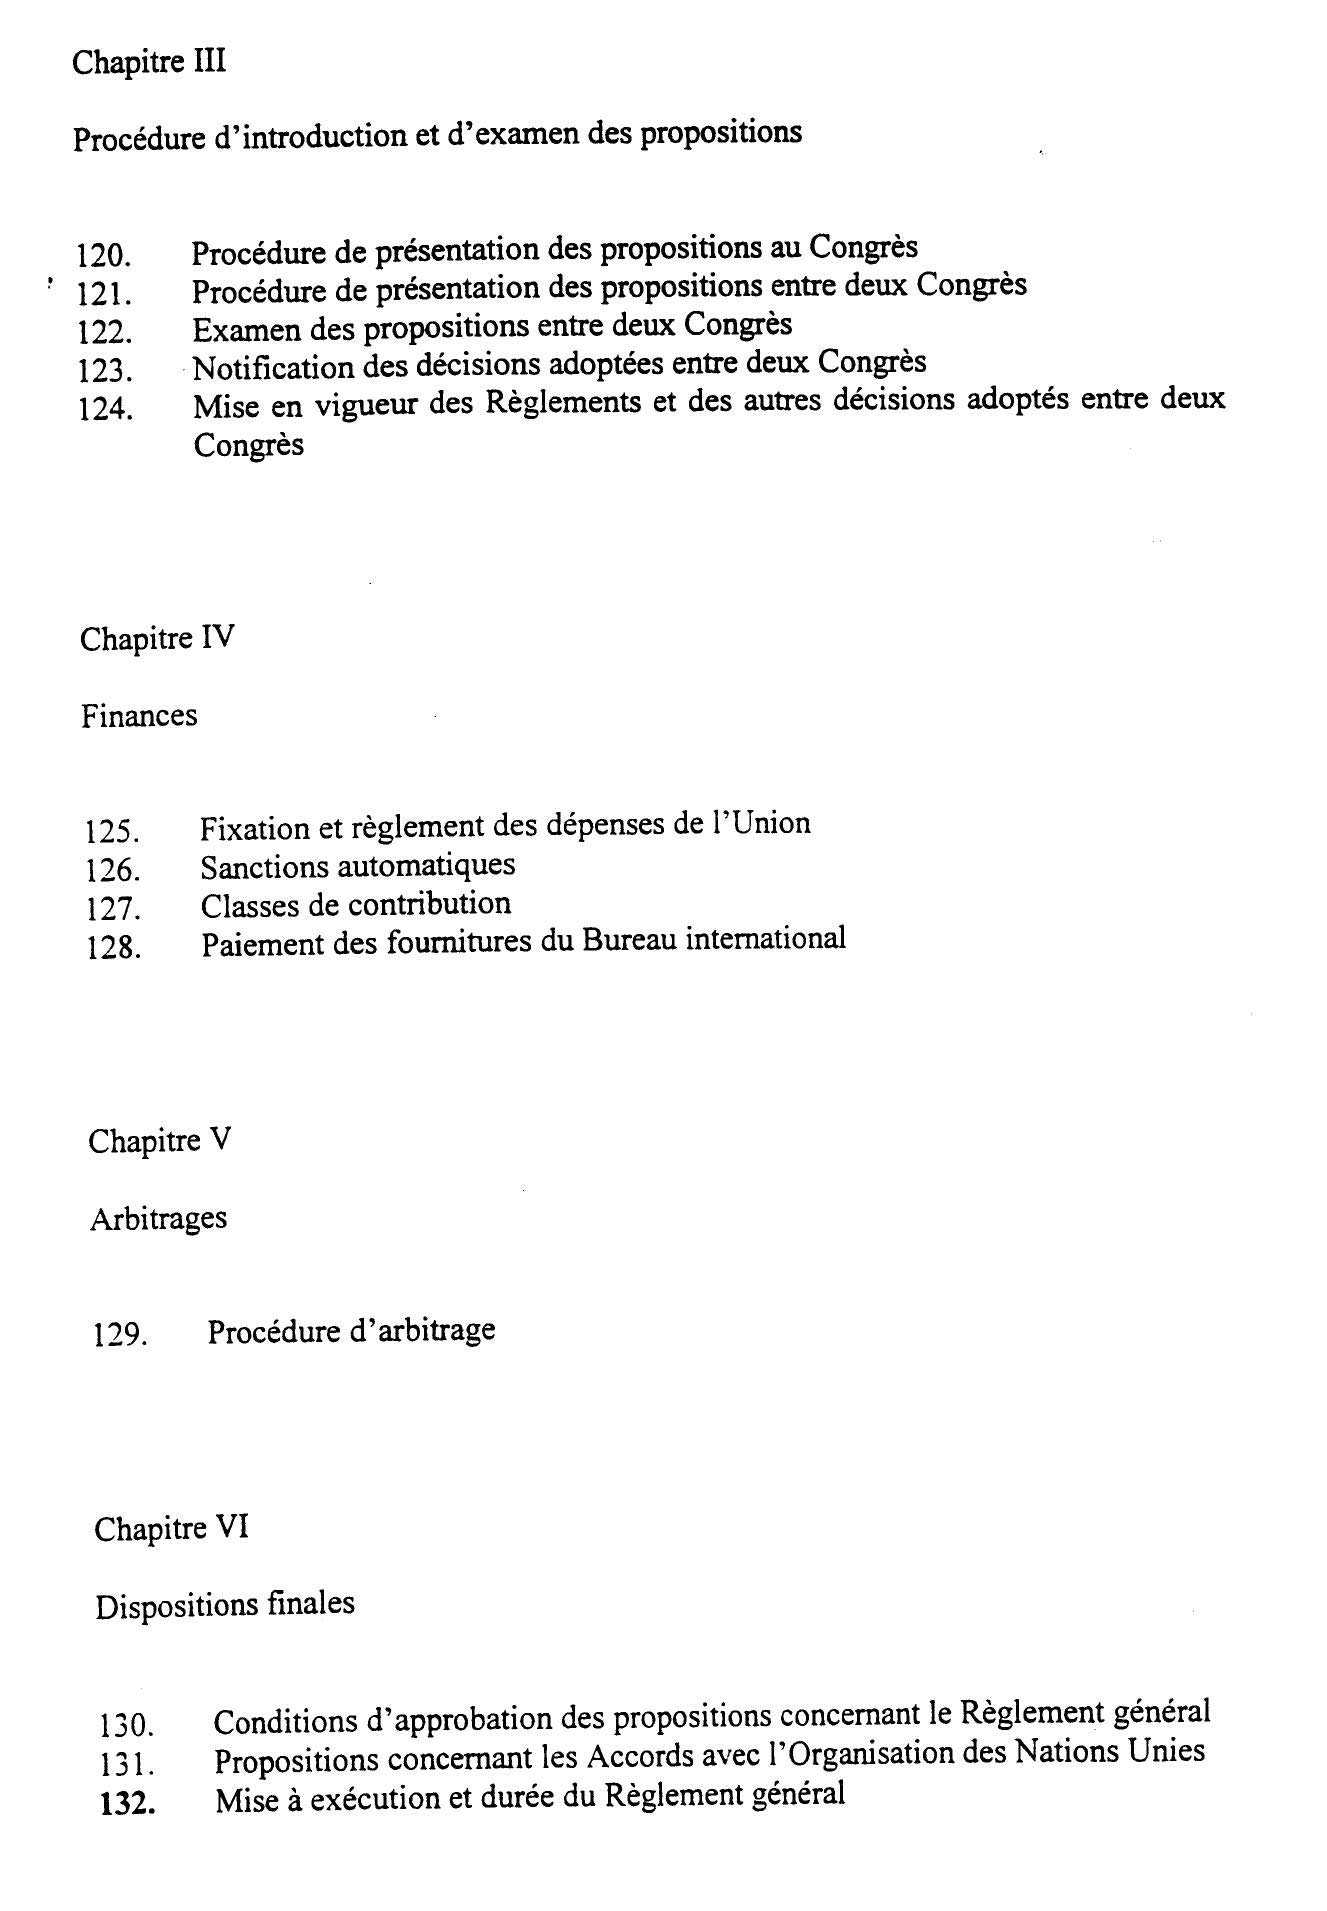 Chapitre III
Procédure d'introduction et d'examen des propositions
120. Procédure de présentation des propositions au Congrès
121. Procédure de présentation des propositions entre deux Congrès
122. Examen des propositions entre deux Congrès
123. Notification des décisions adoptées entre deux Congrès
124. Mise en vigueur des Règlements et des autres décisions adoptés entre deux
Congrès
Chapitre IV
Finances
125. Fixation et règlement des dépenses de l'Union
126. Sanctions automatiques
127. Classes de contribution
128. Paiement des fournitures du Bureau international
Chapitre V
Arbitrages
129. Procédure d'arbitrage
Chapitre VI
Dispositions finales
130. Conditions d'approbation des propositions concernant le Règlement général
131. Propositions concernant les Accords avec l'Organisation des Nations Unies
132. Mise à exécution et durée du Règlement général